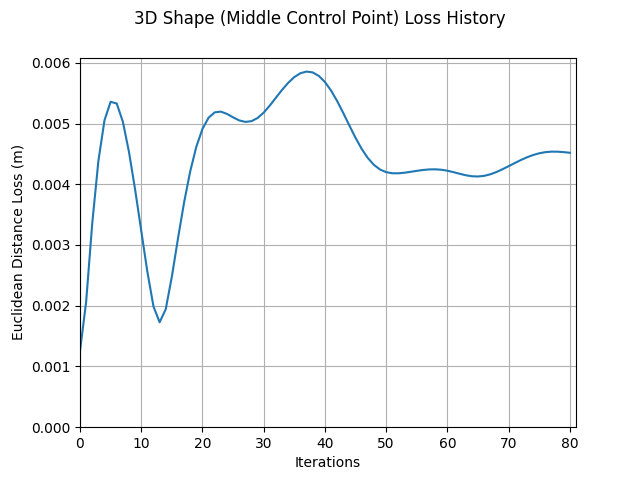 3D Shape (Middle Control Point) Loss History
0.006
0.005
0.004
0.003
0.002
0.001
0.000
Euclidean Distance Loss (m)
0 10 20 30 40 50 60 70 80
Iterations